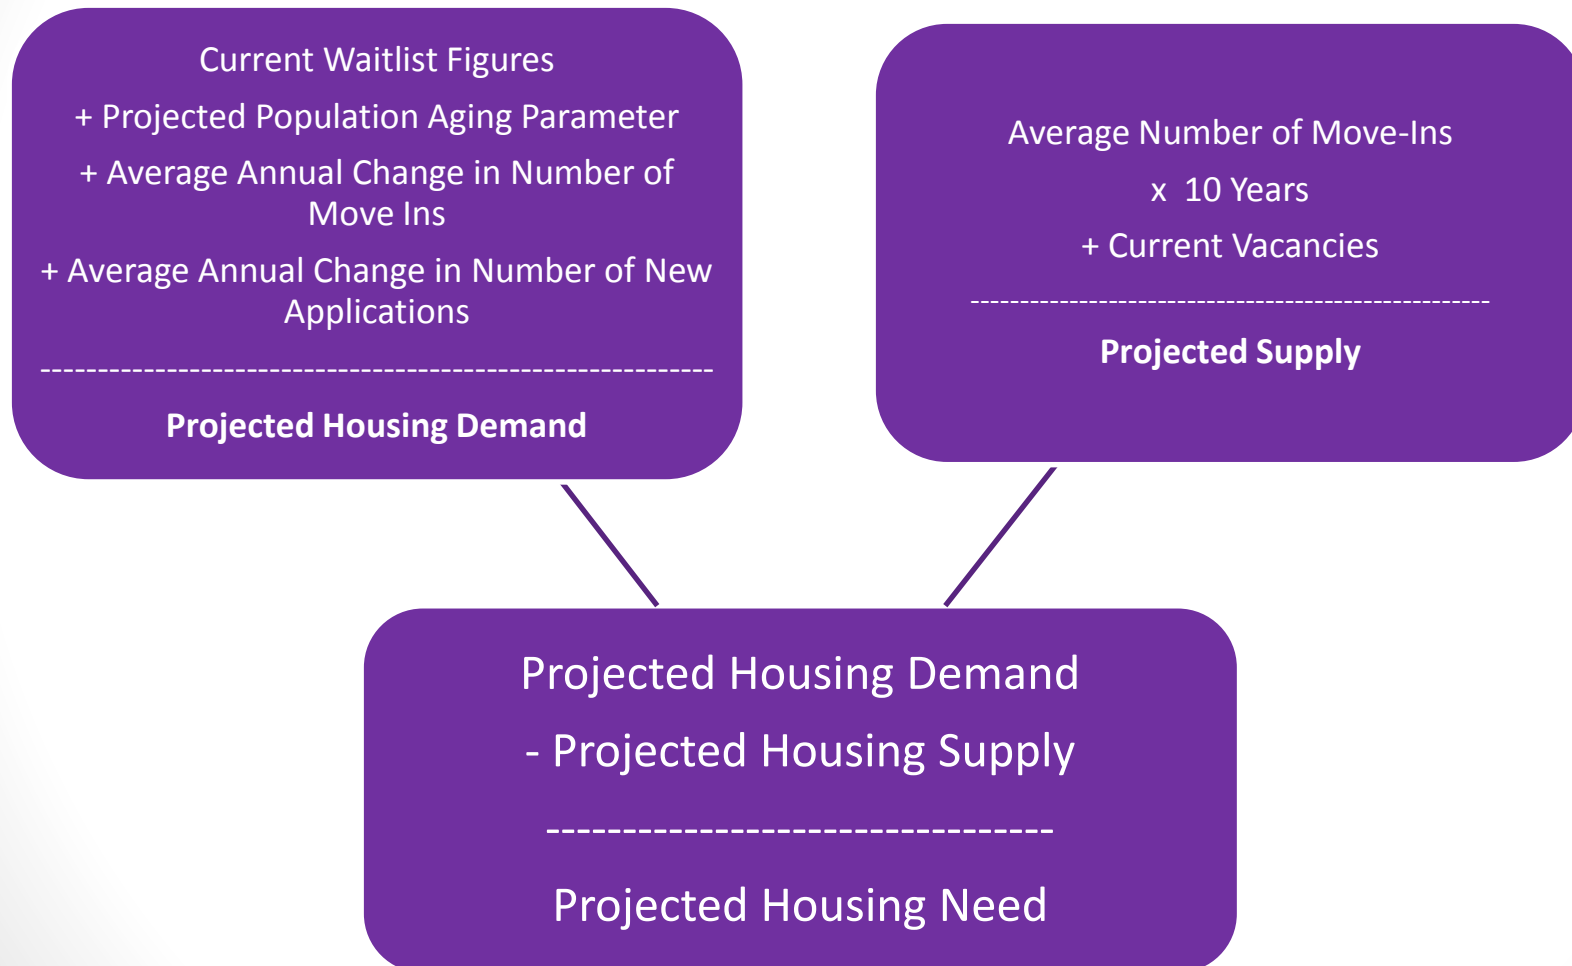 Current Waitlist Figures
+ Projected Population Aging Parameter
+ Average Annual Change in Number of
Move Ins
+ Average Annual Change in Number of New
Applications
-----------------------------------------------------------
Projected Housing Demand
Average Number of Move-Ins
x 10 Years
+ Current Vacancies
-----------------------------------------------------
Projected Supply
Projected Housing Demand
- Projected Housing Supply
---------------------------------
Projected Housing Need